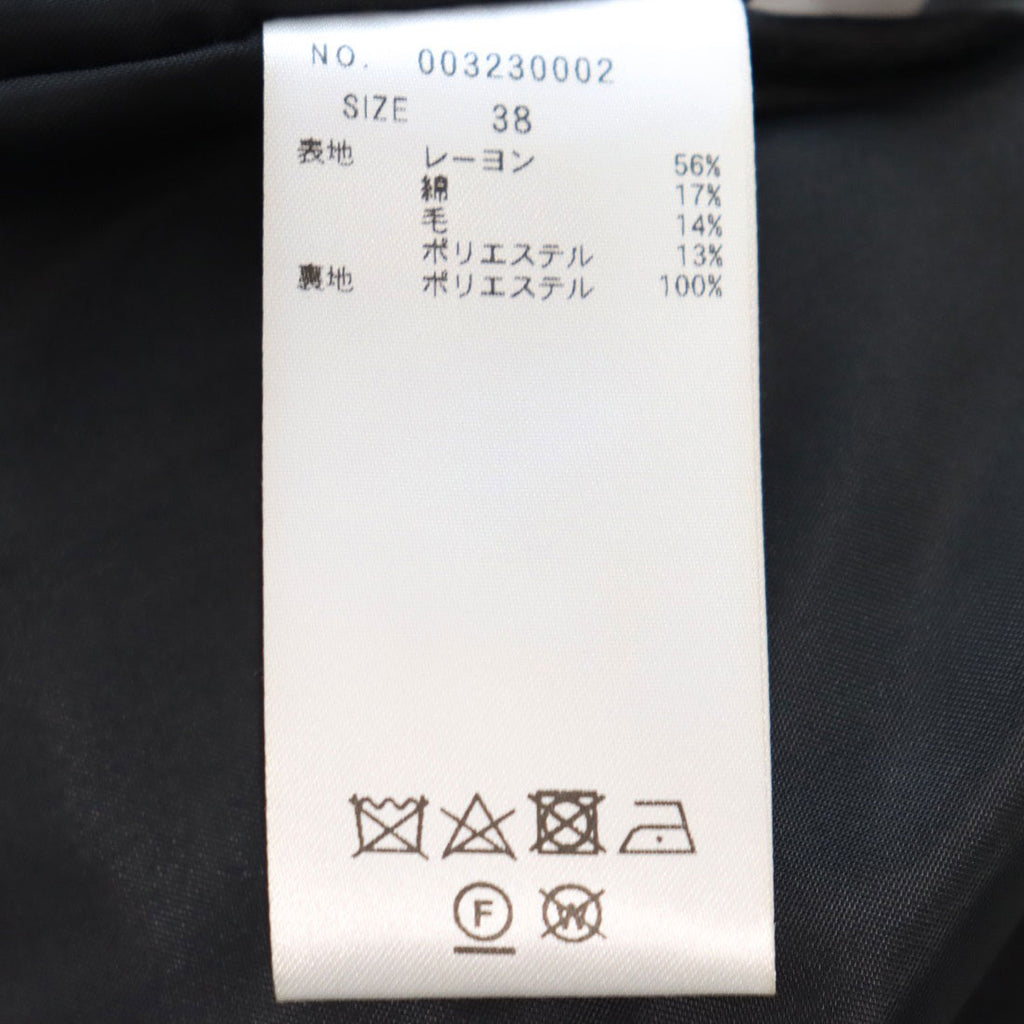 NO. 003230002
SIZE 38
表地 レーヨン 56%
綿 17%
毛 14%
ポリエステル 13%
裏地 ポリエステル 100%
F W